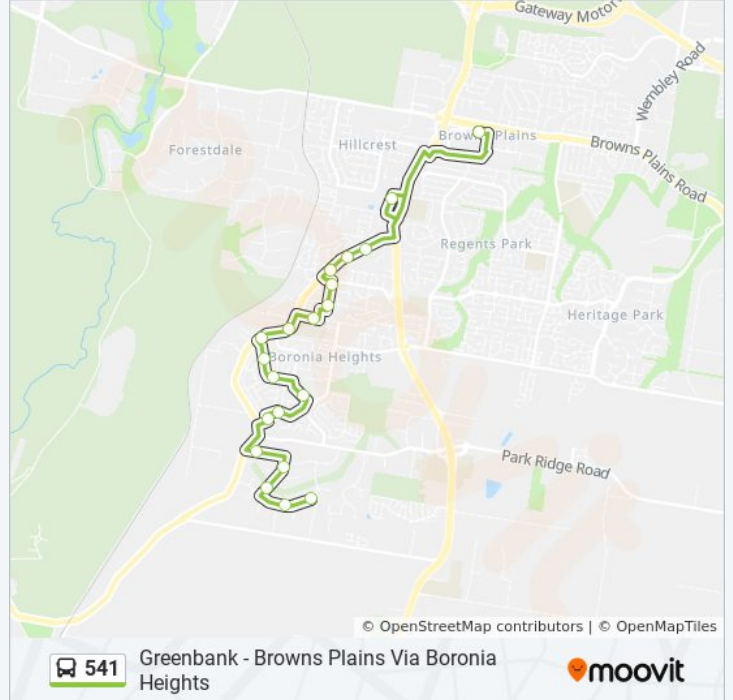 Gateway Motor
Wembley Road
Browns Plains
Browns Plains Road
Hillcrest
Forestdale
Regents Park
Heritage Park
Boronia Heights
Park Ridge Road
© OpenStreetMap contributors | © OpenMapTiles
541
Greenbank - Browns Plains Via Boronia
Heights
moovit